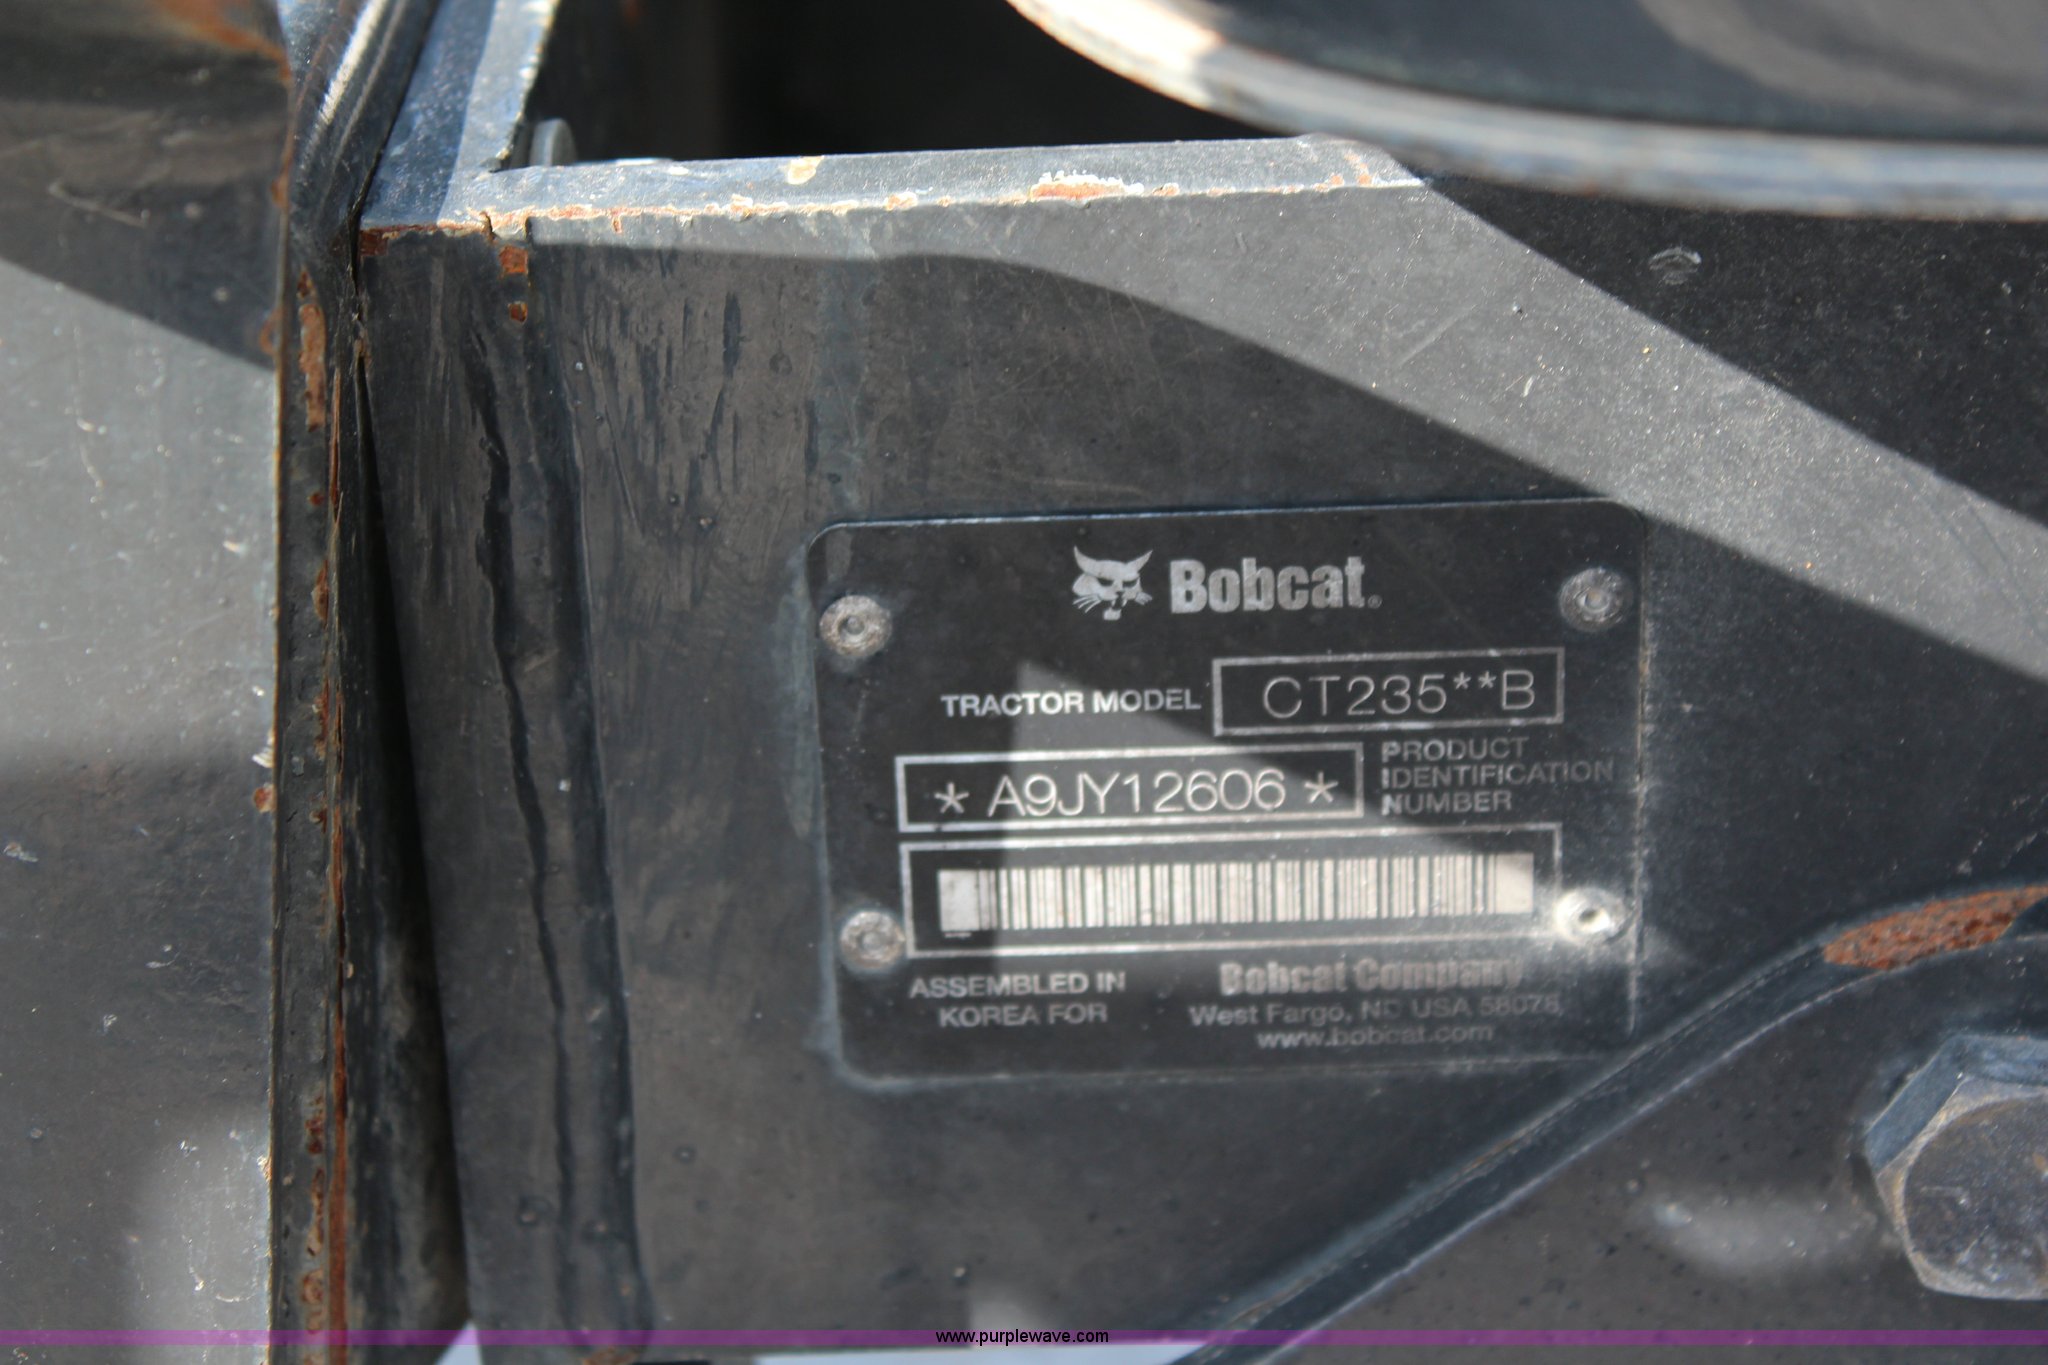 Bobcat®
TRACTOR MODEL CT235**B
*A9JY12606*
PRODUCT
IDENTIFICATION
NUMBER
ASSEMBLED IN
KOREA FOR
Bobcat Company
West Fargo, ND USA 58078
www.bobcat.com
www.purplewave.com